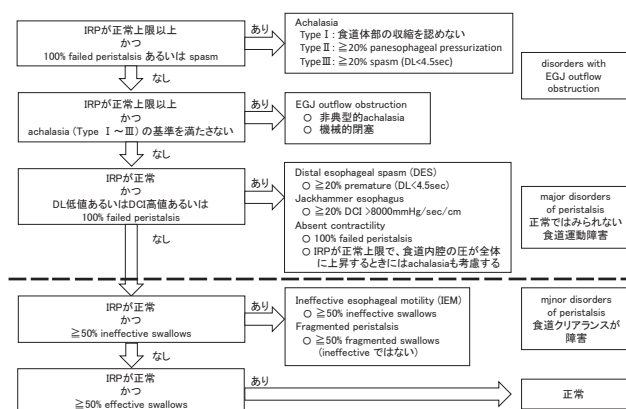 IRPが正常上限以上
かつ
100% failed peristalsis あるいは spasm
あり
Achalasia
Type Ⅰ：食道体部の収縮を認めない
Type Ⅱ：≧20% panesophageal pressurization
Type Ⅲ：≧20% spasm (DL<4.5sec)
disorders with
EGJ outflow
obstruction
なし
IRPが正常上限以上
かつ
achalasia (Type Ⅰ～Ⅲ) の基準を満たさない
あり
EGJ outflow obstruction
○ 非典型的achalasia
○ 機械的閉塞
なし
IRPが正常
かつ
DL低値あるいはDCI高値あるいは
100% failed peristalsis
あり
Distal esophageal spasm (DES)
○ ≧20% premature (DL<4.5sec)
Jackhammer esophagus
○ ≧20% DCI >8000mmHg/sec/cm
Absent contractility
○ 100% failed peristalsis
○ IRPが正常上限で、食道内腔の圧が全体
に上昇するときにはachalasiaも考慮する
major disorders
of peristalsis
正常ではみられない
食道運動障害
なし
IRPが正常
かつ
≧50% ineffective swallows
あり
Ineffective esophageal motility (IEM)
○ ≧50% ineffective swallows
Fragmented peristalsis
○ ≧50% fragmented swallows
(ineffective ではない)
mjnor disorders
of peristalsis
食道クリアランスが
障害
なし
IRPが正常
かつ
≧50% effective swallows
あり
正常